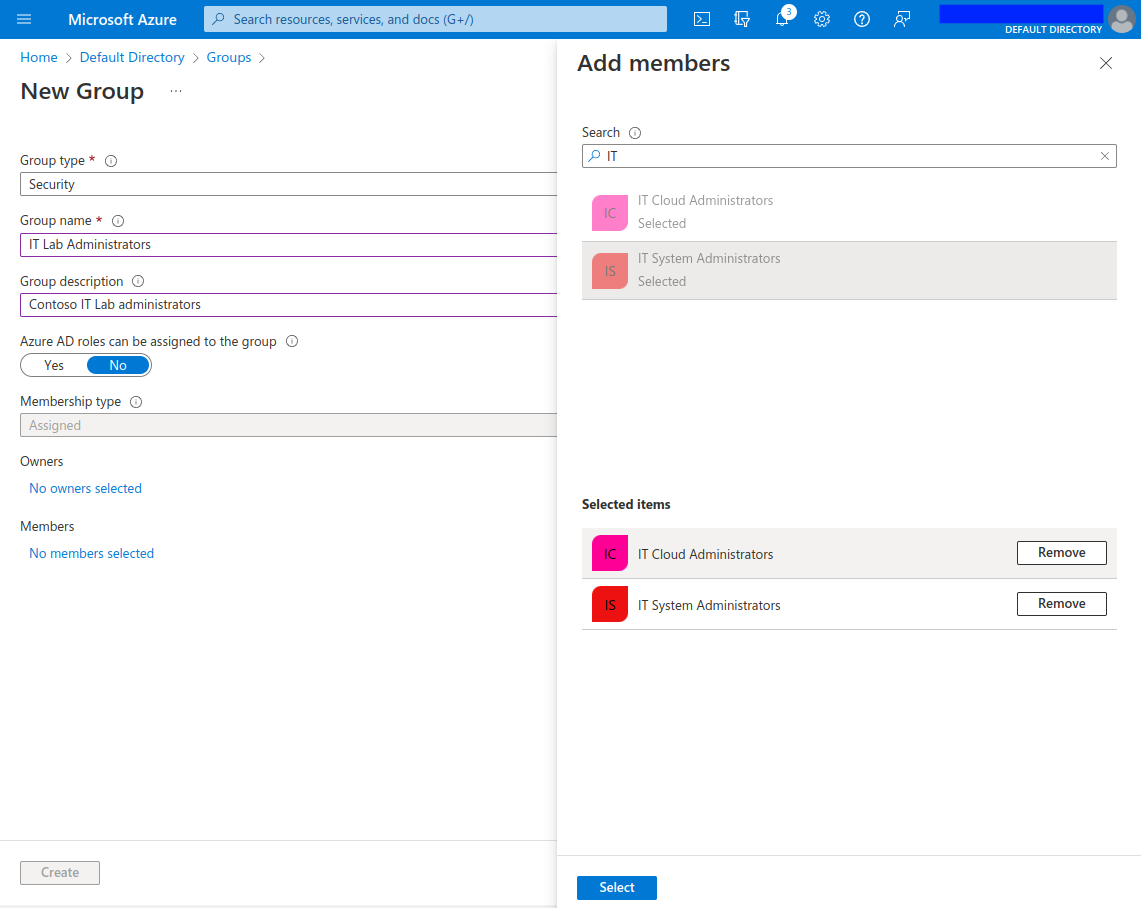 Microsoft Azure
Search resources, services, and docs (G+/)
3
DEFAULT DIRECTORY
Home > Default Directory > Groups >
New Group ...
Group type *
Security
Group name *
IT Lab Administrators
Group description
Contoso IT Lab administrators
Azure AD roles can be assigned to the group
Yes No
Membership type
Assigned
Owners
No owners selected
Members
No members selected
Create
Add members
Search
IT
IC
IT Cloud Administrators
Selected
IS
IT System Administrators
Selected
Selected items
IC IT Cloud Administrators Remove
IS IT System Administrators Remove
Select